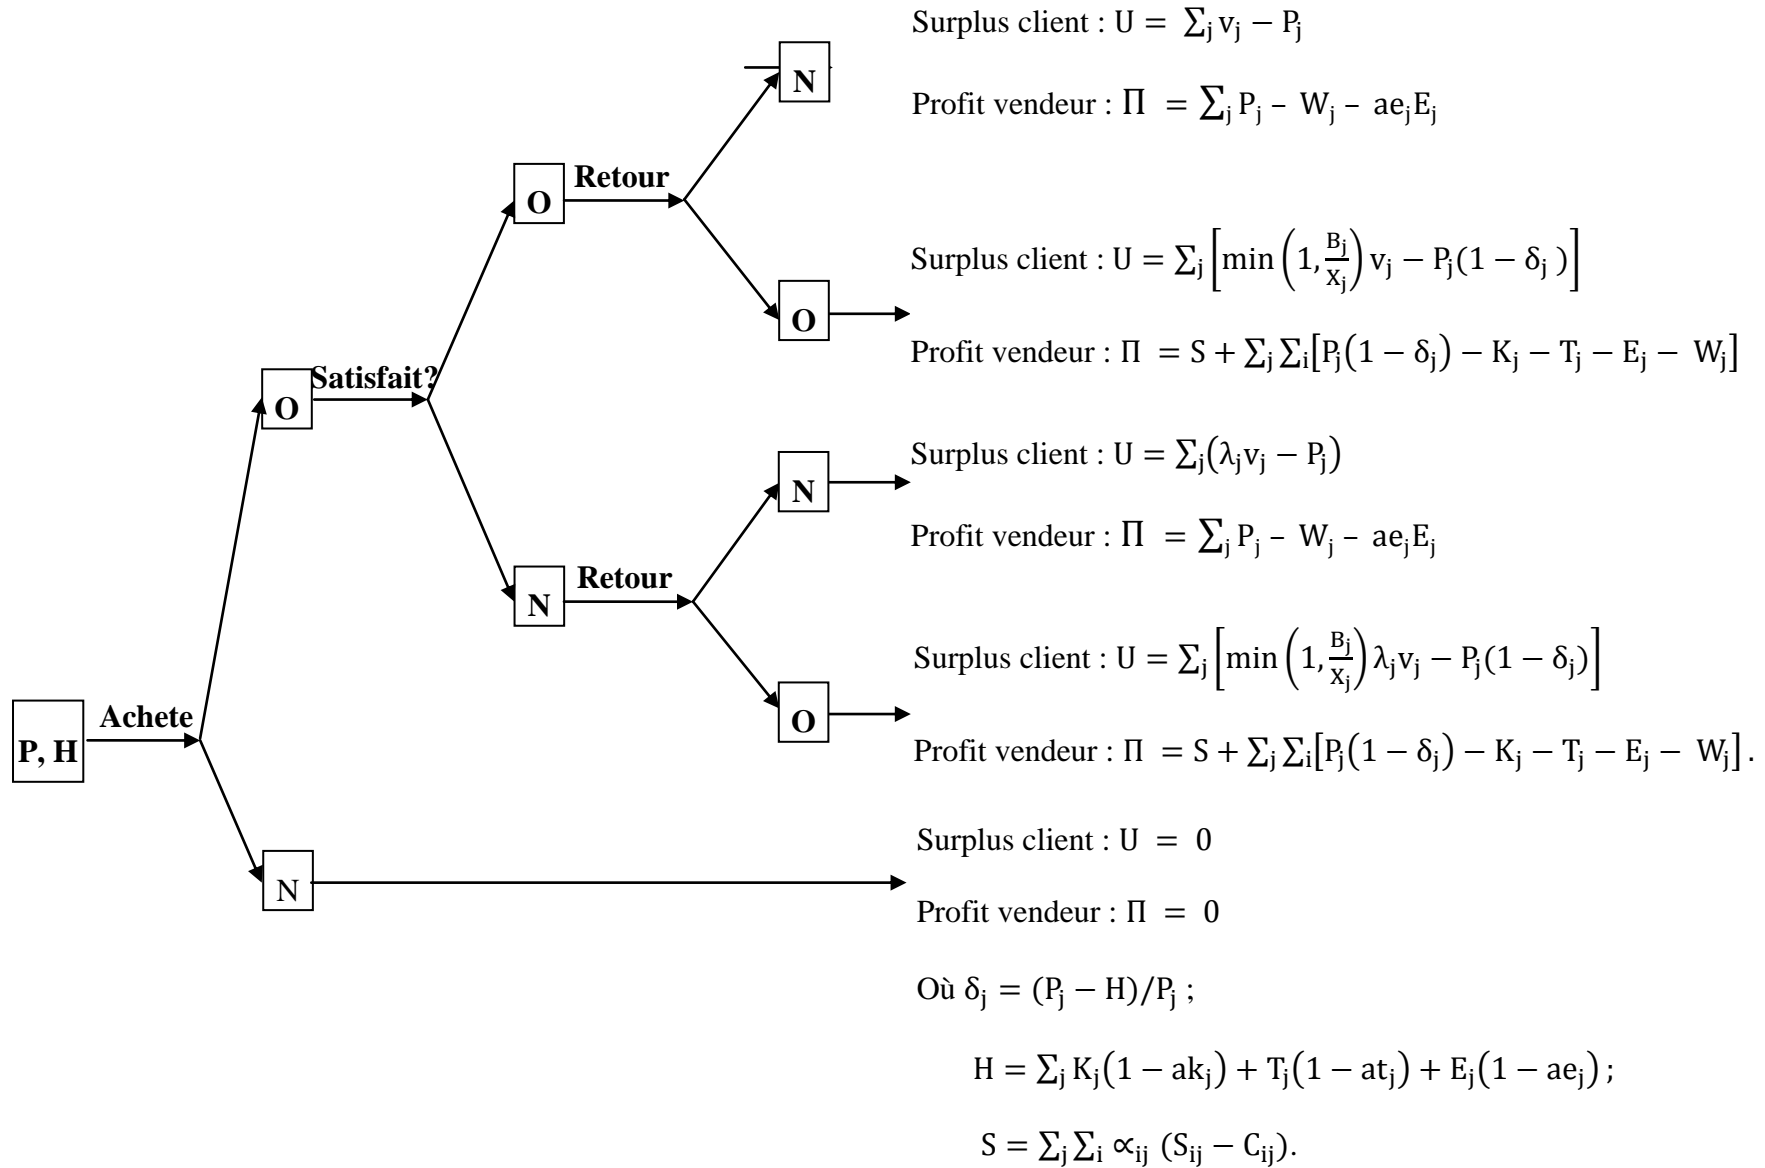 Surplus client : U = ∑ⱼ vⱼ − Pⱼ
N
Profit vendeur : Π = ∑ⱼ Pⱼ – Wⱼ – aeⱼEⱼ
O
Retour
Surplus client : U = ∑ⱼ [min (1, Bⱼ/Xⱼ) vⱼ − Pⱼ(1 − δⱼ )]
O
Profit vendeur : Π = S + ∑ⱼ ∑ᵢ[Pⱼ(1 − δⱼ) − Kⱼ − Tⱼ − Eⱼ − Wⱼ]
O
Satisfait?
Surplus client : U = ∑ⱼ(λⱼvⱼ − Pⱼ)
N
Profit vendeur : Π = ∑ⱼ Pⱼ – Wⱼ – aeⱼEⱼ
N
Retour
Surplus client : U = ∑ⱼ [min (1, Bⱼ/Xⱼ) λⱼvⱼ − Pⱼ(1 − δⱼ)]
O
Profit vendeur : Π = S + ∑ⱼ ∑ᵢ[Pⱼ(1 − δⱼ) − Kⱼ − Tⱼ − Eⱼ − Wⱼ] .
P, H
Achete
Surplus client : U = 0
N
Profit vendeur : Π = 0
Où δⱼ = (Pⱼ − H)/Pⱼ ;
H = ∑ⱼ Kⱼ(1 − akⱼ) + Tⱼ(1 − atⱼ) + Eⱼ(1 − aeⱼ) ;
S = ∑ⱼ ∑ᵢ ∝ᵢⱼ (Sᵢⱼ − Cᵢⱼ).